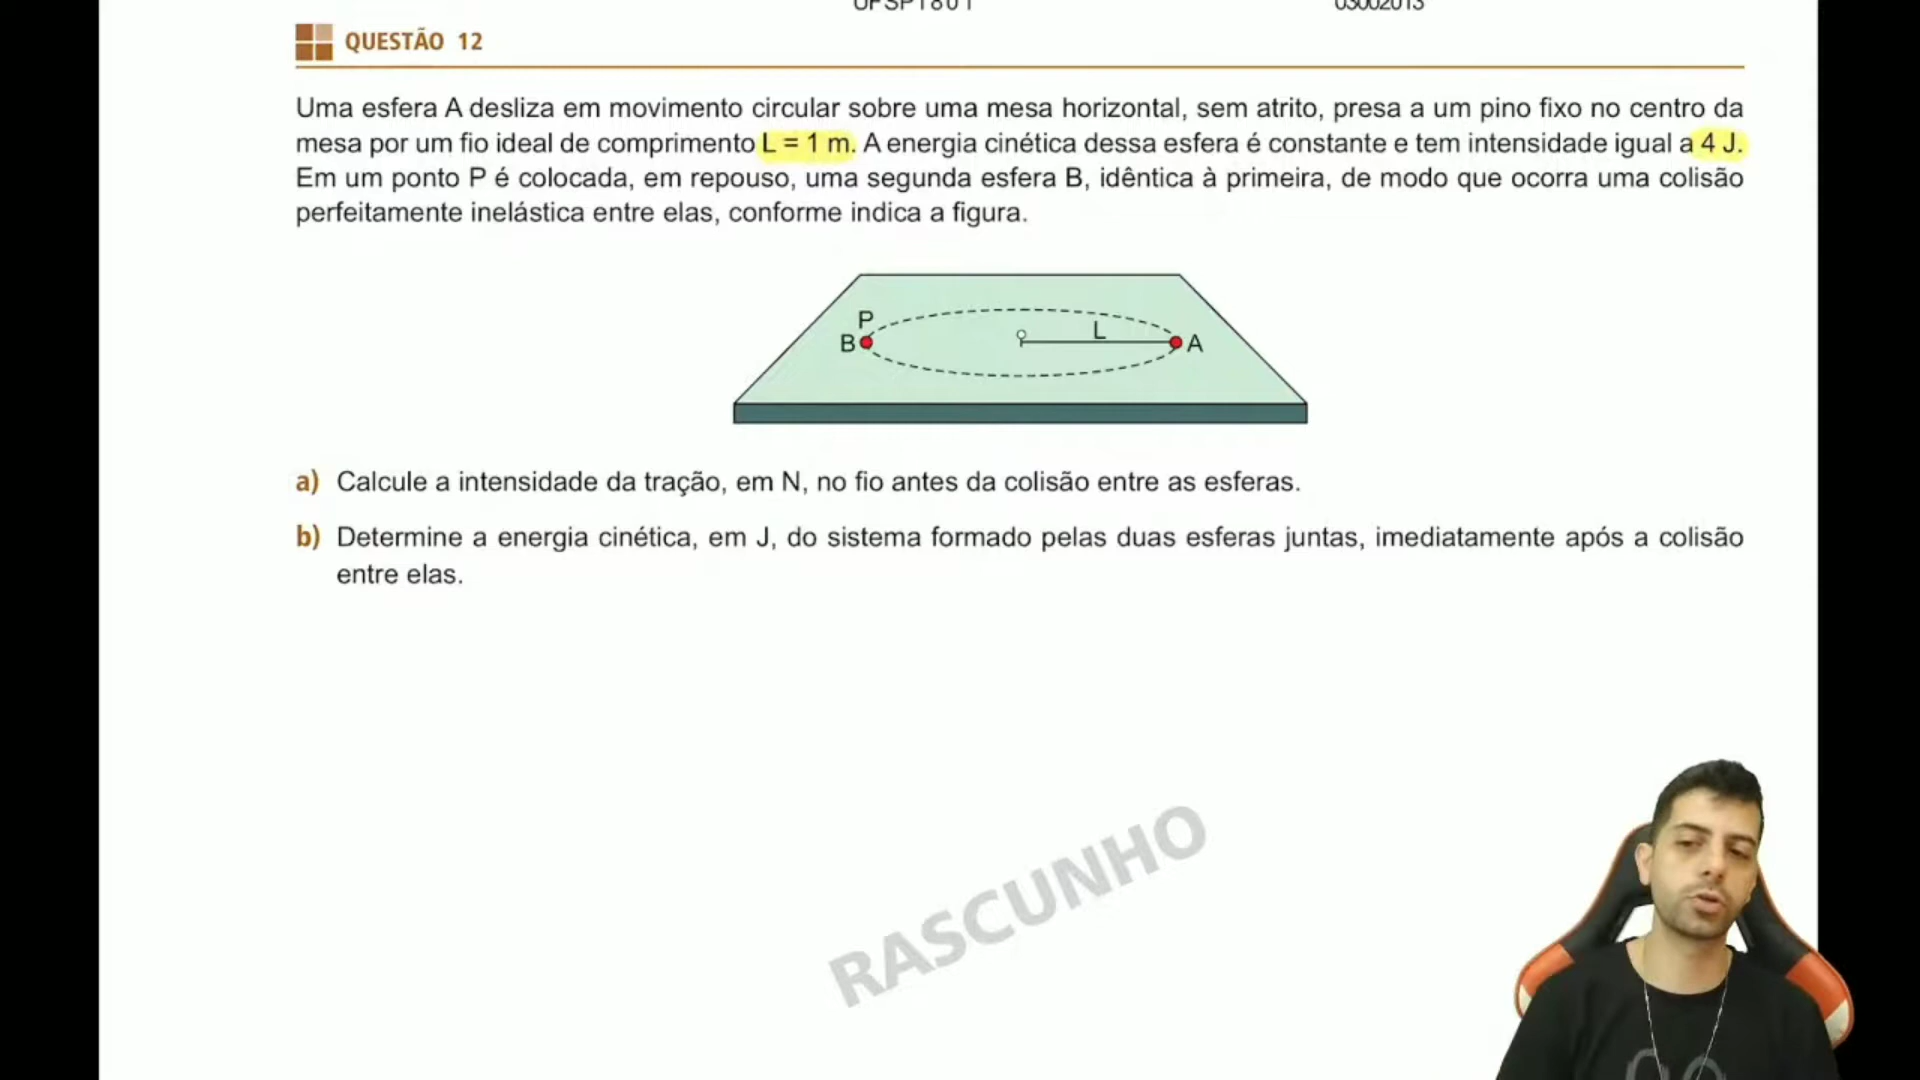 QUESTÃO 12
Uma esfera A desliza em movimento circular sobre uma mesa horizontal, sem atrito, presa a um pino fixo no centro da
mesa por um fio ideal de comprimento L = 1 m. A energia cinética dessa esfera é constante e tem intensidade igual a 4 J.
Em um ponto P é colocada, em repouso, uma segunda esfera B, idêntica à primeira, de modo que ocorra uma colisão
perfeitamente inelástica entre elas, conforme indica a figura.
P
L
B
A
a) Calcule a intensidade da tração, em N, no fio antes da colisão entre as esferas.
b) Determine a energia cinética, em J, do sistema formado pelas duas esferas juntas, imediatamente após a colisão
entre elas.
RASCUNHO